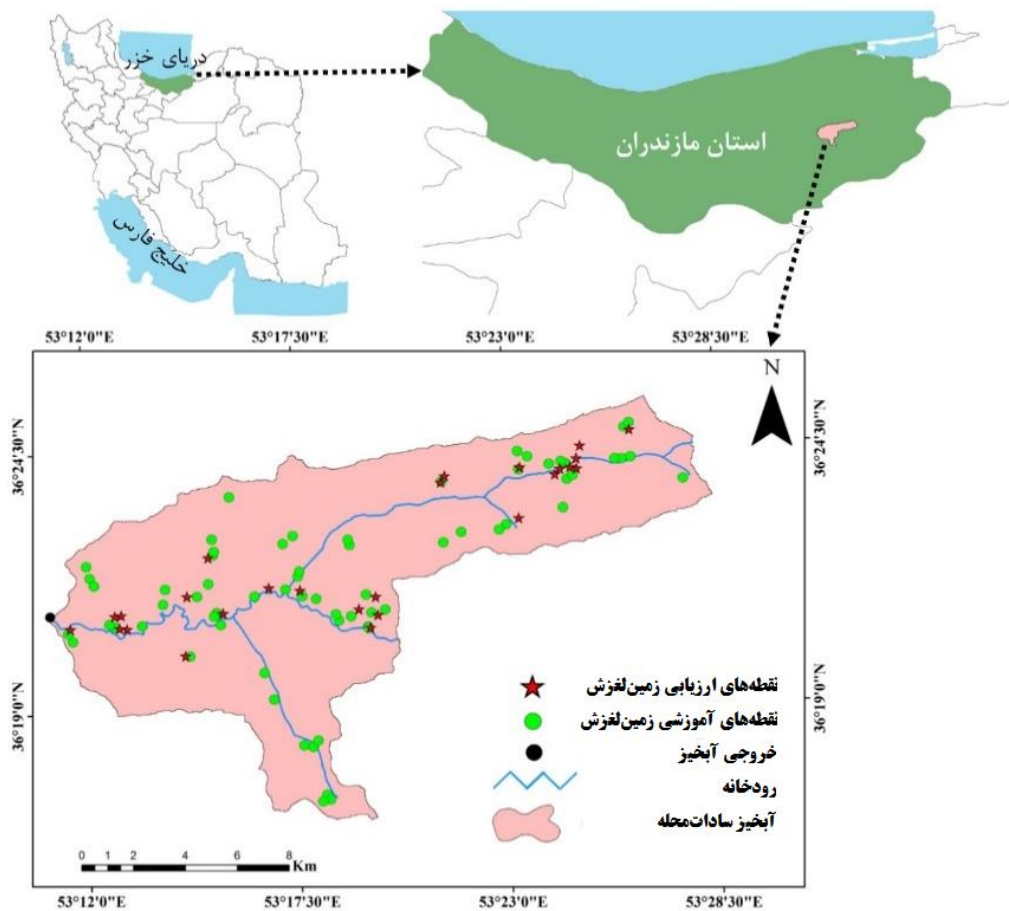 دریای خزر
خلیج فارس
استان مازندران
53°12'0"E 53°17'30"E 53°23'0"E 53°28'30"E
N
36°24'30"N
36°24'30"N
36°19'0"N
36°19'0"N
نقطه‌های ارزیابی زمین‌لغزش
نقطه‌های آموزشی زمین‌لغزش
خروجی آبخیز
رودخانه
آبخیز سادات‌محله
0 1 2 4 6 8
Km
53°12'0"E 53°17'30"E 53°23'0"E 53°28'30"E